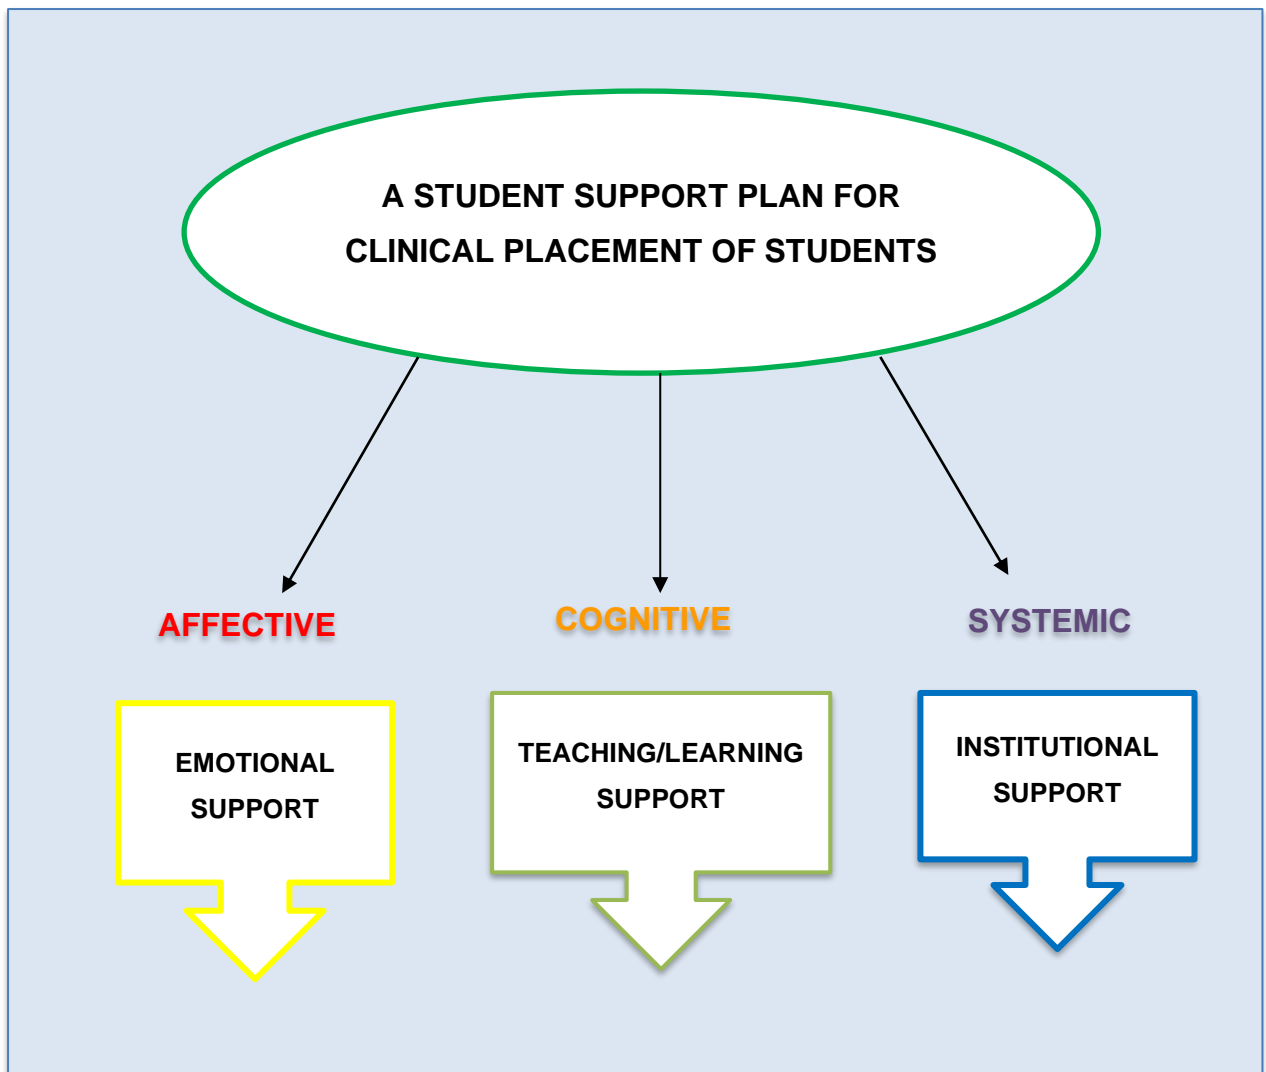 A STUDENT SUPPORT PLAN FOR
CLINICAL PLACEMENT OF STUDENTS
AFFECTIVE
COGNITIVE
SYSTEMIC
EMOTIONAL
SUPPORT
TEACHING/LEARNING
SUPPORT
INSTITUTIONAL
SUPPORT